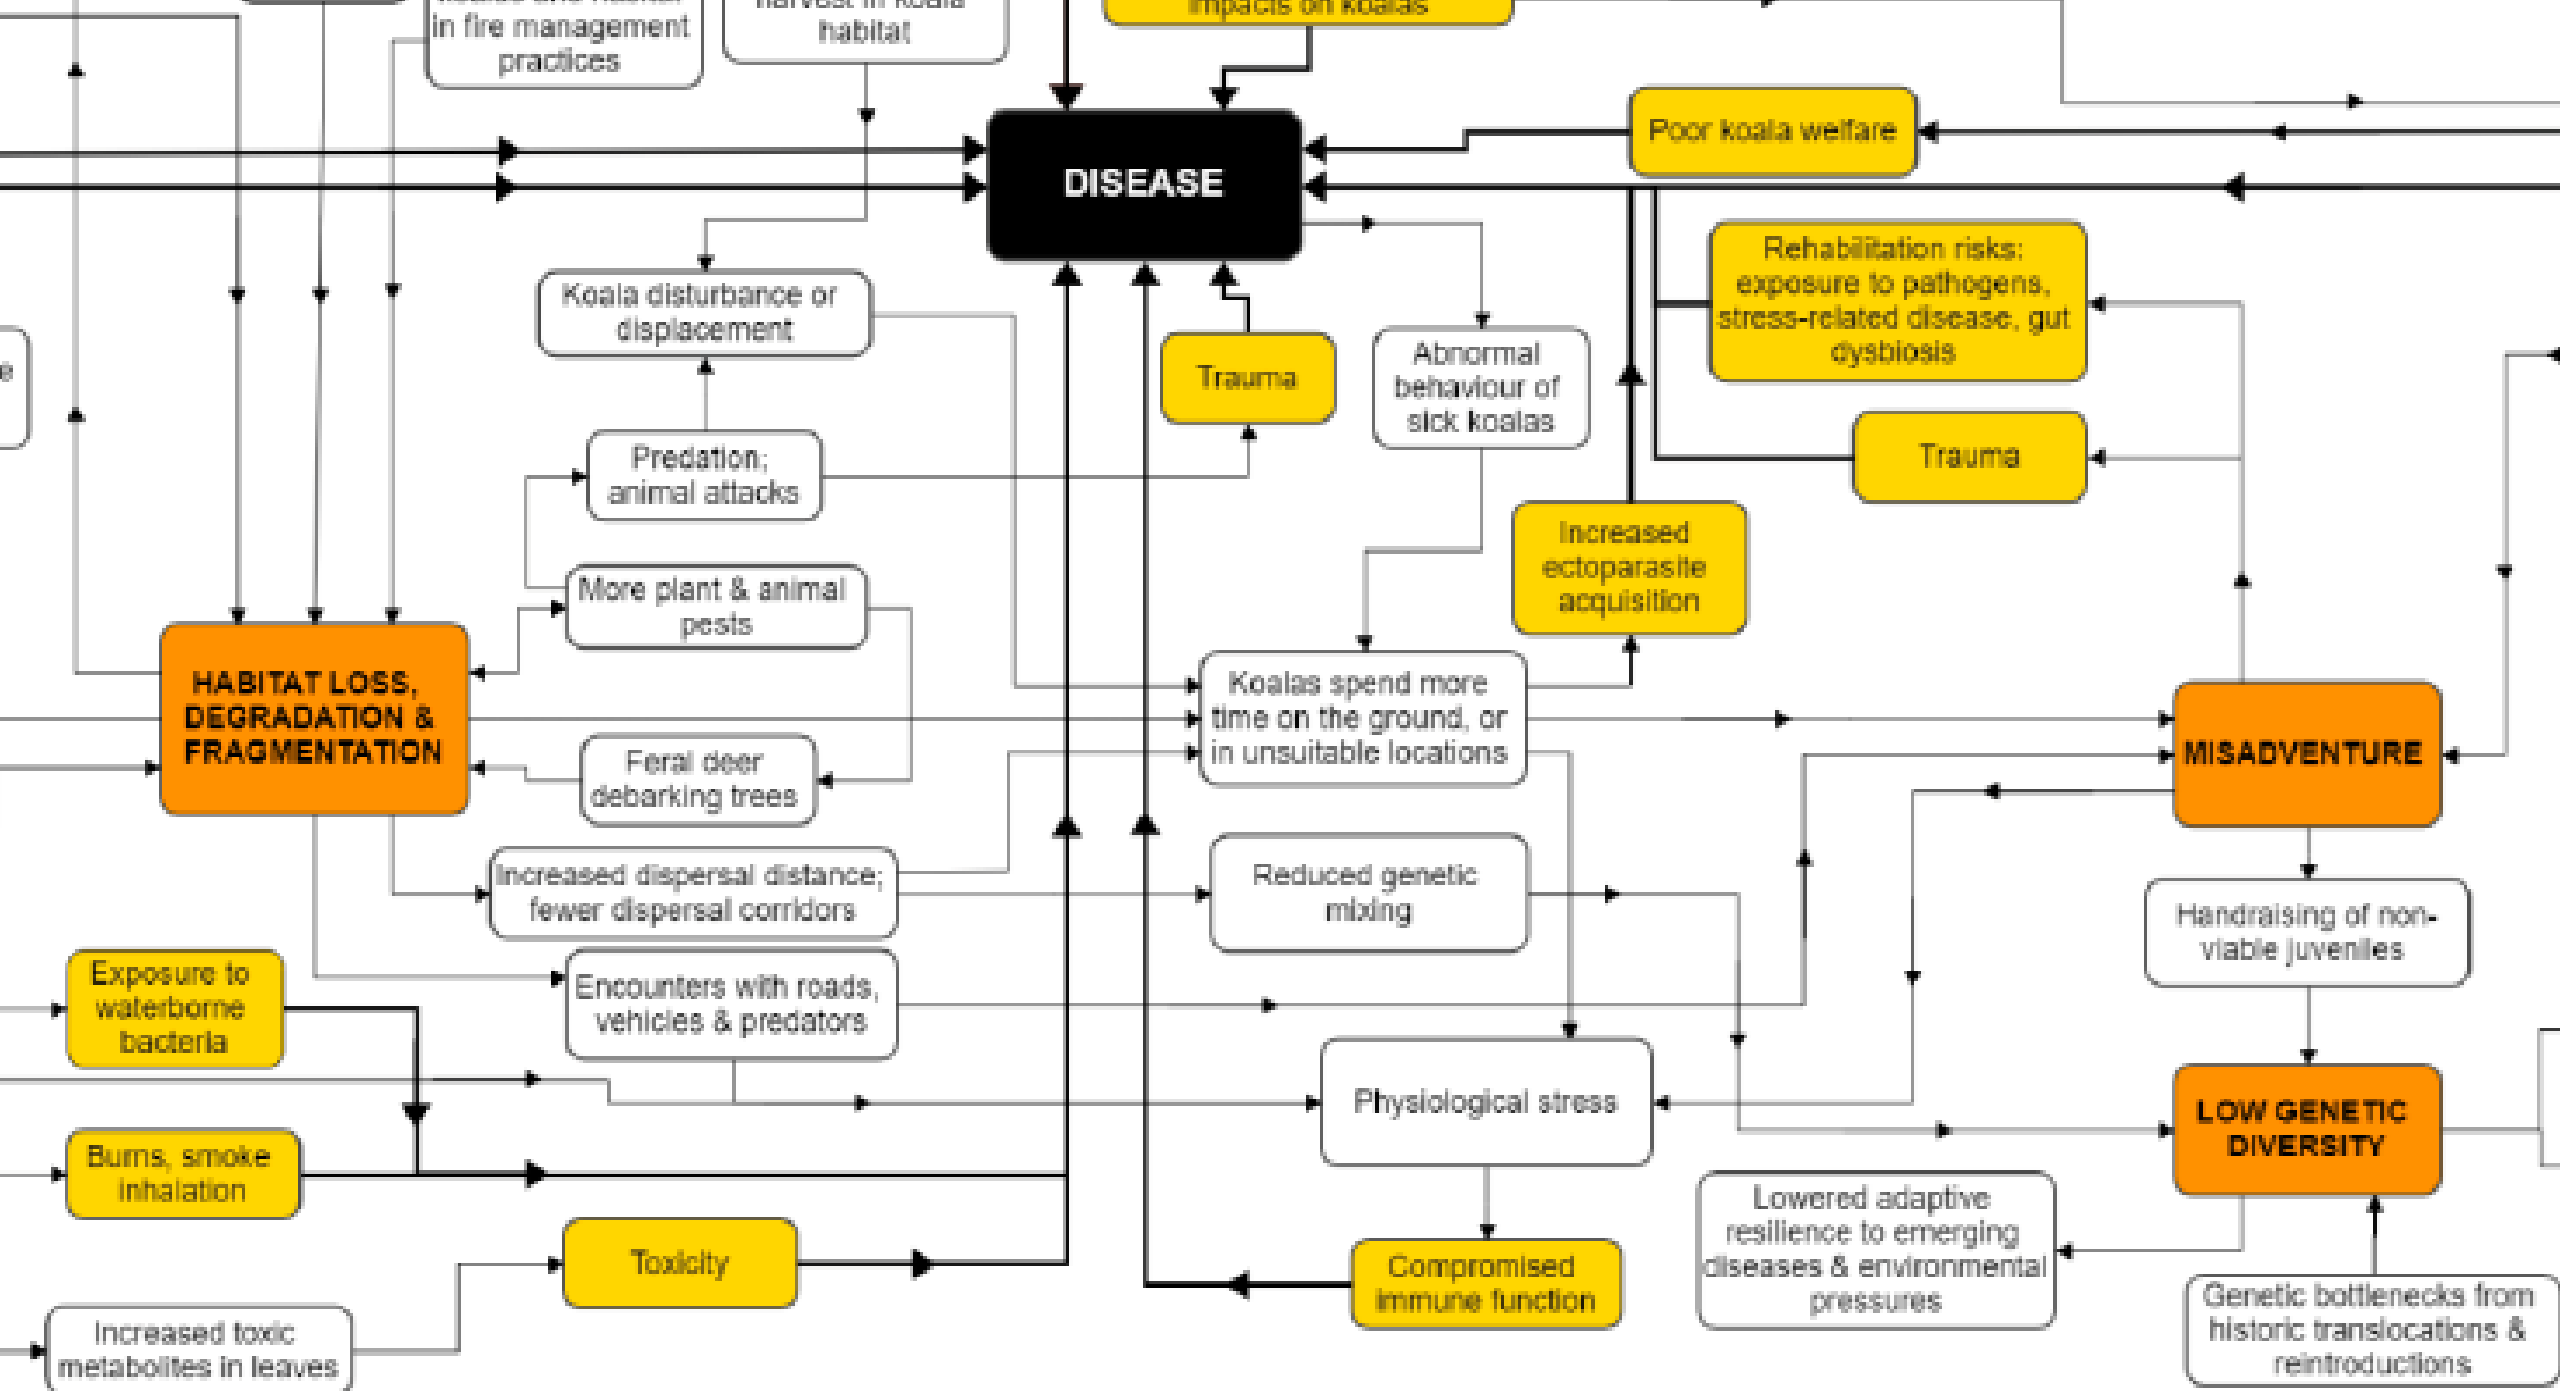 in fire management
practices
harvest in koala
habitat
impacts on koalas
Poor koala welfare
DISEASE
Rehabilitation risks:
exposure to pathogens,
stress-related disease, gut
dysbiosis
Koala disturbance or
displacement
Trauma
Abnormal
behaviour of
sick koalas
Trauma
Predation;
animal attacks
Increased
ectoparasite
acquisition
More plant & animal
pests
HABITAT LOSS,
DEGRADATION &
FRAGMENTATION
Koalas spend more
time on the ground, or
in unsuitable locations
MISADVENTURE
Feral deer
debarking trees
Increased dispersal distance;
fewer dispersal corridors
Reduced genetic
mixing
Handraising of non-
viable juveniles
Exposure to
waterborne
bacteria
Encounters with roads,
vehicles & predators
Physiological stress
LOW GENETIC
DIVERSITY
Burns, smoke
inhalation
Lowered adaptive
resilience to emerging
diseases & environmental
pressures
Toxicity
Compromised
immune function
Genetic bottlenecks from
historic translocations &
reintroductions
Increased toxic
metabolites in leaves